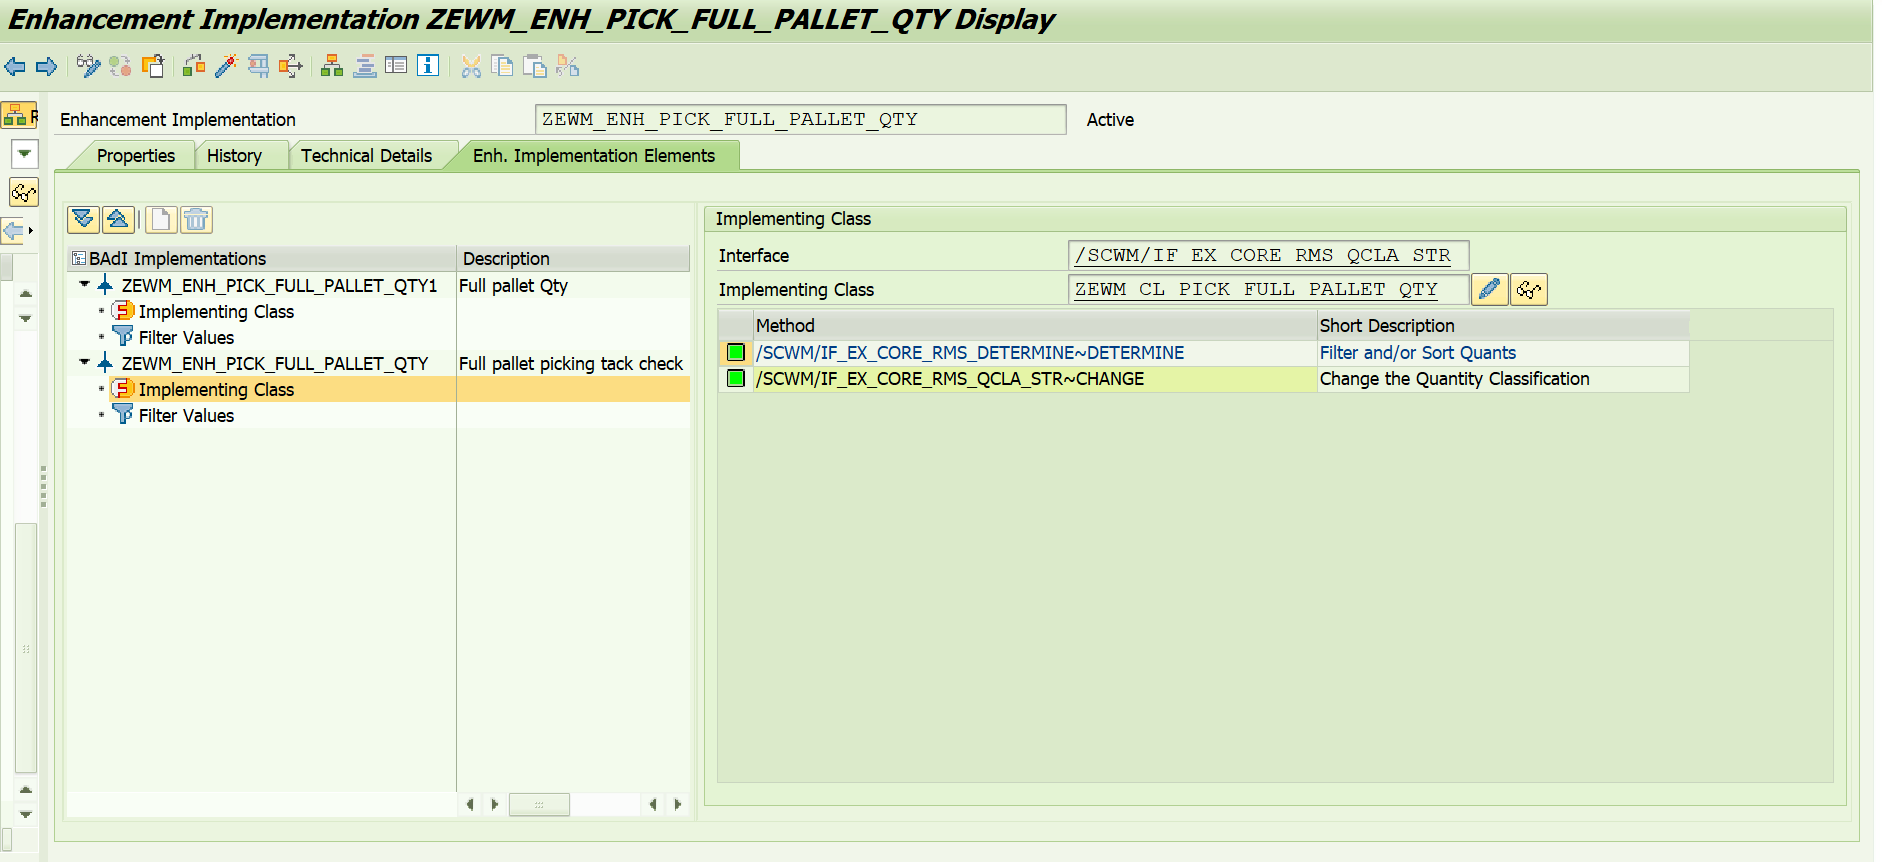 Enhancement Implementation ZEWM_ENH_PICK_FULL_PALLET_QTY Display
R
Enhancement Implementation ZEWM_ENH_PICK_FULL_PALLET_QTY Active
Properties History Technical Details Enh. Implementation Elements
BAdI Implementations Description
ZEWM_ENH_PICK_FULL_PALLET_QTY1 Full pallet Qty
Implementing Class
Filter Values
ZEWM_ENH_PICK_FULL_PALLET_QTY Full pallet picking tack check
Implementing Class
Filter Values
Implementing Class
Interface /SCWM/IF_EX_CORE_RMS_QCLA_STR
Implementing Class ZEWM_CL_PICK_FULL_PALLET_QTY
Method Short Description
/SCWM/IF_EX_CORE_RMS_DETERMINE~DETERMINE Filter and/or Sort Quants
/SCWM/IF_EX_CORE_RMS_QCLA_STR~CHANGE Change the Quantity Classification